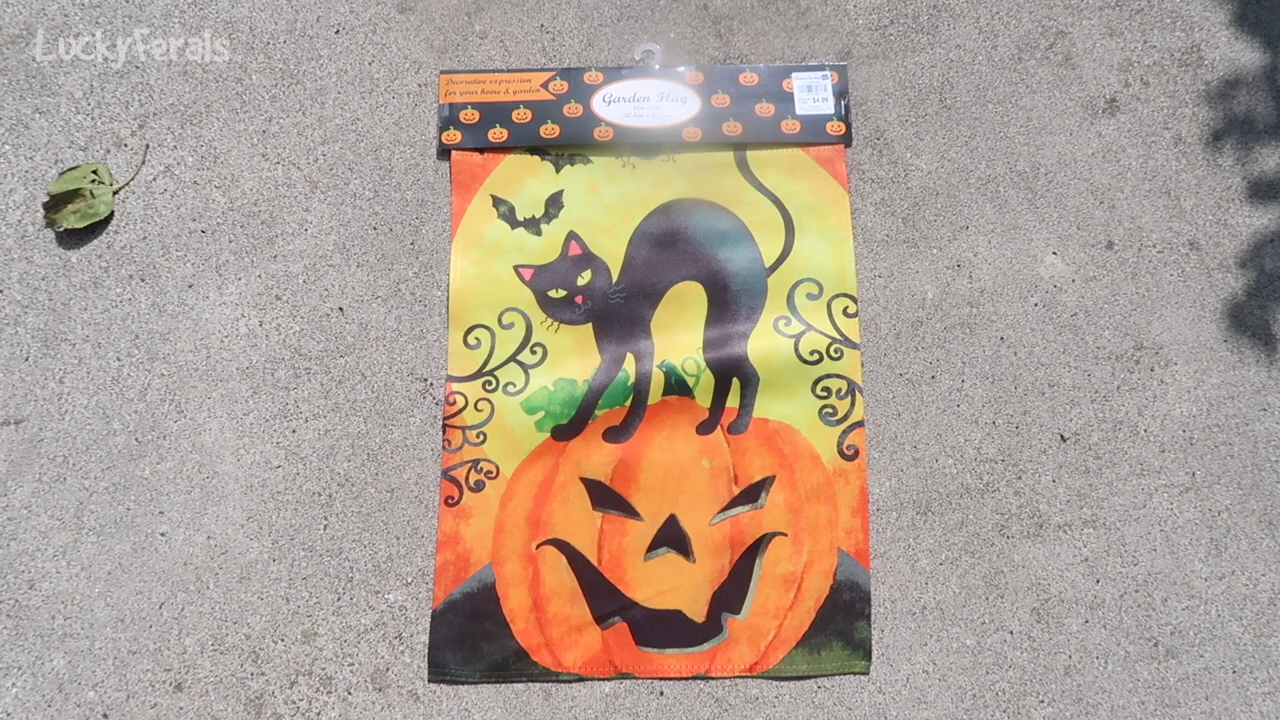 LuckyFerals
Decorative expression
for your home & garden
Garden Flag
$4.99